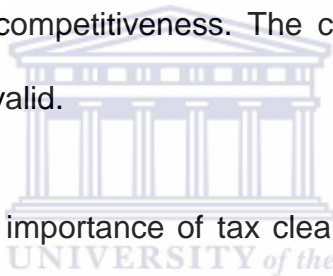 competitiveness. The c
valid.
importance of tax clea
UNIVERSITY of the